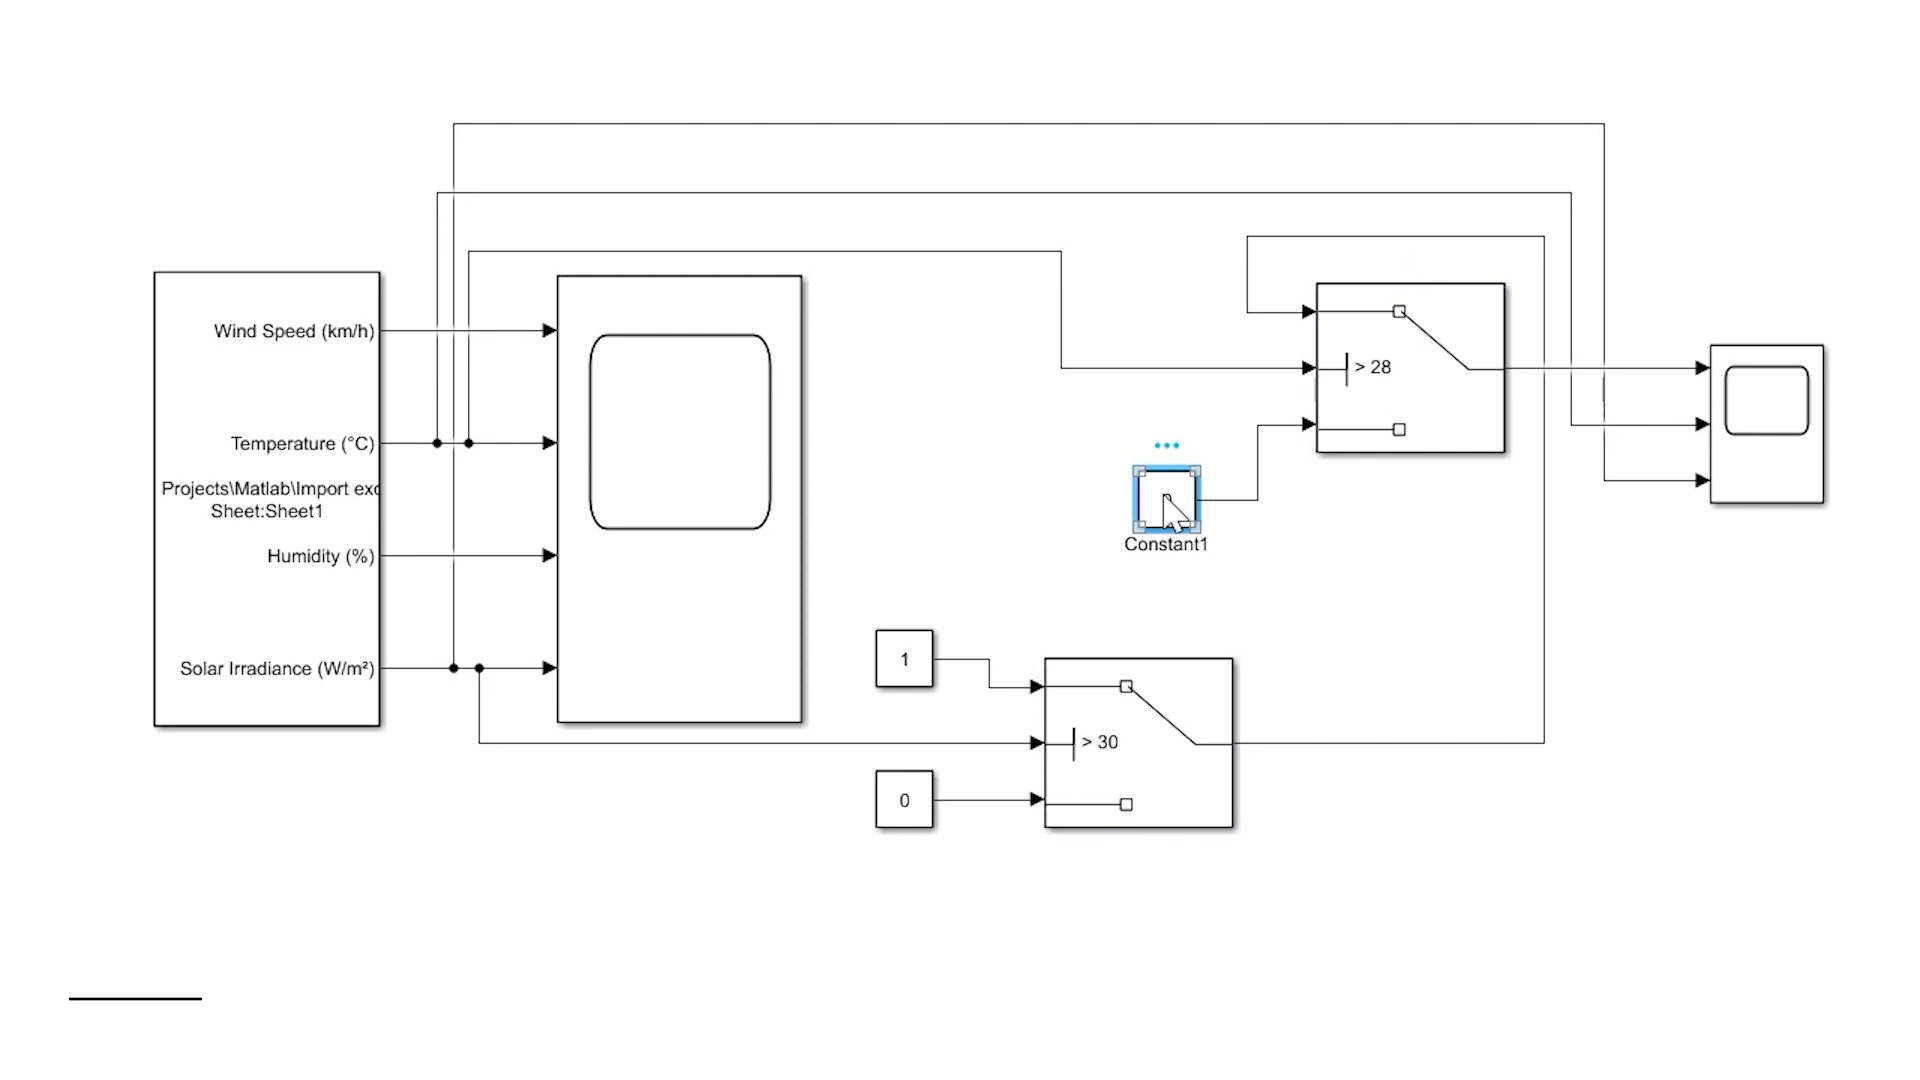 Wind Speed (km/h)
Temperature (°C)
Projects\Matlab\Import exc
Sheet:Sheet1
Humidity (%)
Solar Irradiance (W/m²)
> 28
Constant1
1
> 30
0